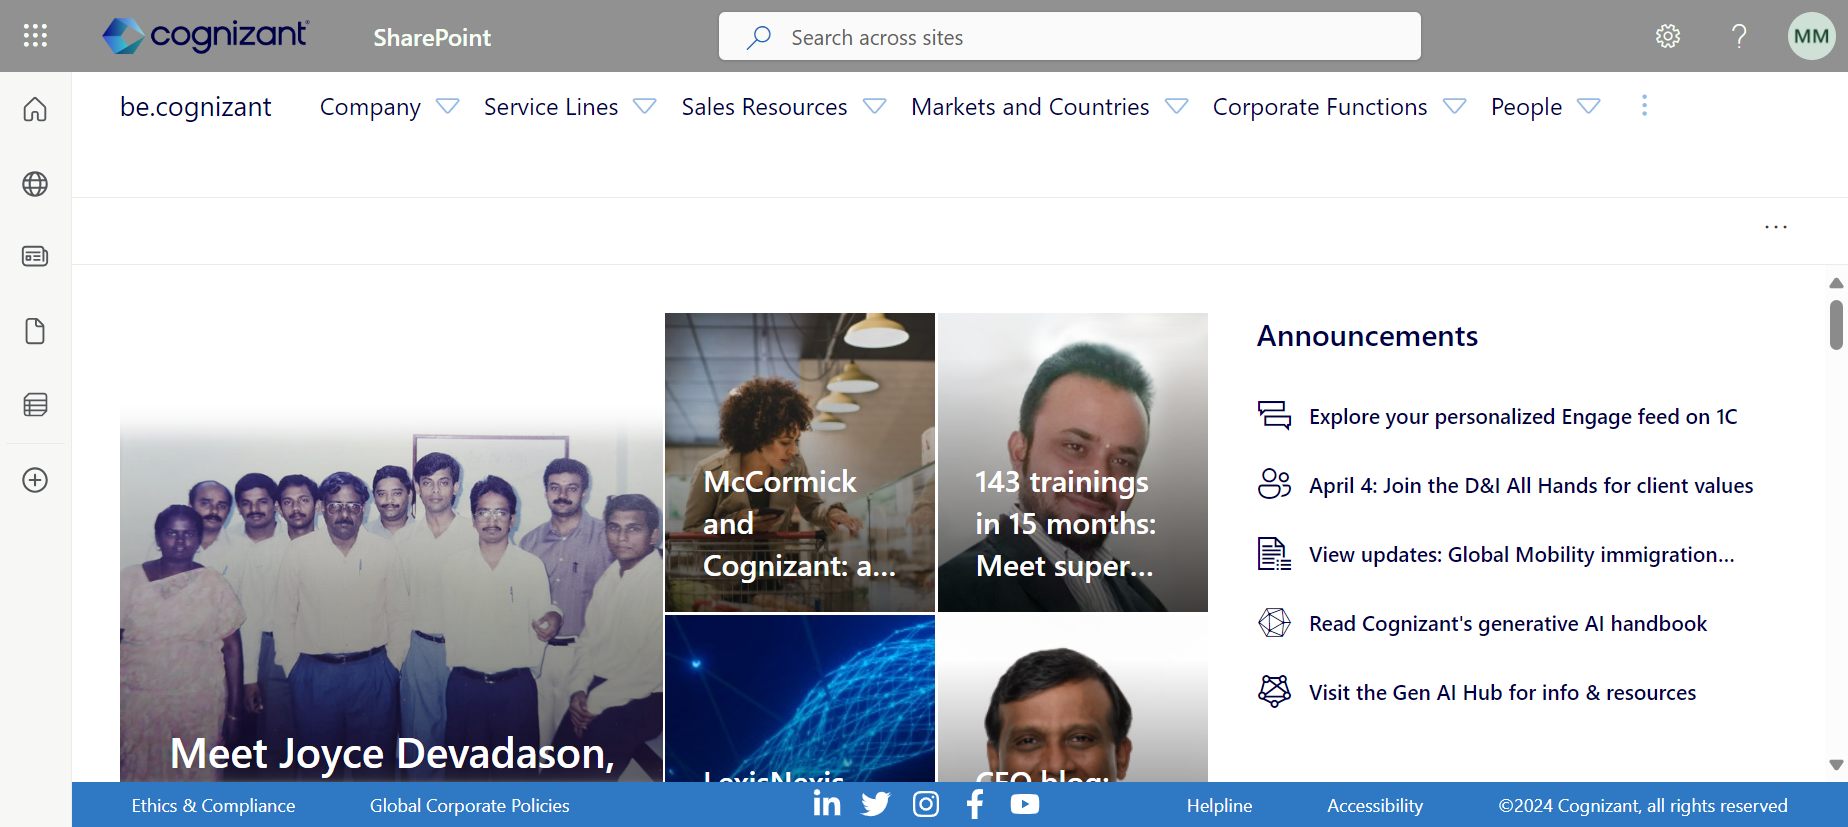 cognizant
SharePoint
Search across sites
MM
be.cognizant
Company
Service Lines
Sales Resources
Markets and Countries
Corporate Functions
People
McCormick
and
Cognizant: a...
143 trainings
in 15 months:
Meet super...
Meet Joyce Devadason,
LexisNexis
CEO blog:
Announcements
Explore your personalized Engage feed on 1C
April 4: Join the D&I All Hands for client values
View updates: Global Mobility immigration...
Read Cognizant's generative AI handbook
Visit the Gen AI Hub for info & resources
Ethics & Compliance
Global Corporate Policies
Helpline
Accessibility
©2024 Cognizant, all rights reserved